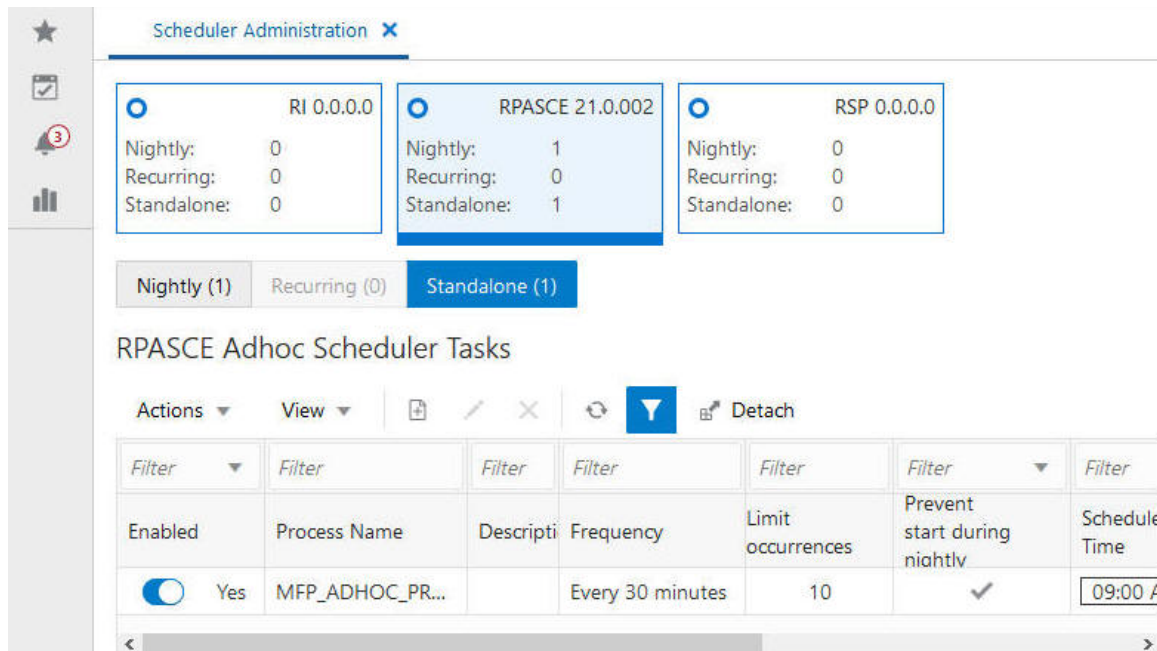 Scheduler Administration
3
RI 0.0.0.0
Nightly: 0
Recurring: 0
Standalone: 0
RPASCE 21.0.002
Nightly: 1
Recurring: 0
Standalone: 1
RSP 0.0.0.0
Nightly: 0
Recurring: 0
Standalone: 0
Nightly (1) Recurring (0) Standalone (1)
RPASCE Adhoc Scheduler Tasks
Actions View Detach
Filter Filter Filter Filter Filter Filter Filter
Enabled Process Name Descripti Frequency Limit occurrences Prevent start during nightly Schedule Time
Yes MFP_ADHOC_PR... Every 30 minutes 10 09:00 A